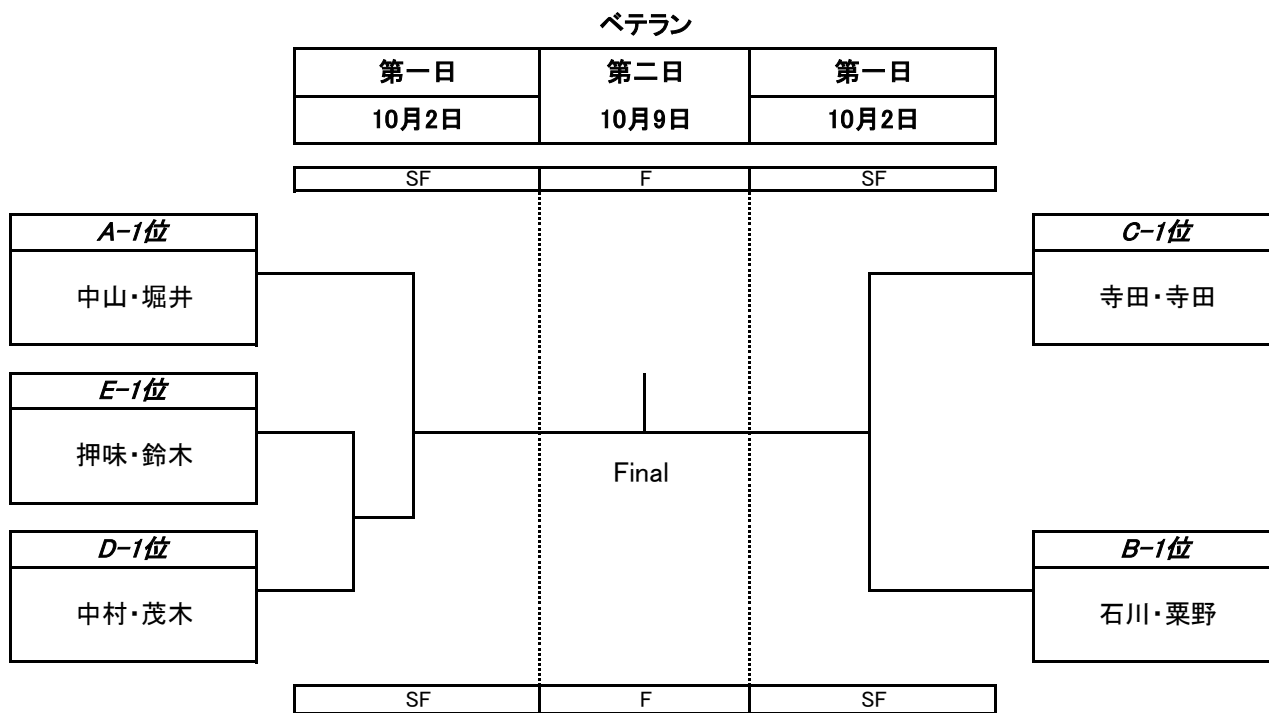 ベテラン
第一日 第二日 第一日
10月2日 10月9日 10月2日
SF F SF
A-1位 C-1位
中山・堀井 寺田・寺田
E-1位
押味・鈴木
Final
D-1位 B-1位
中村・茂木 石川・粟野
SF F SF